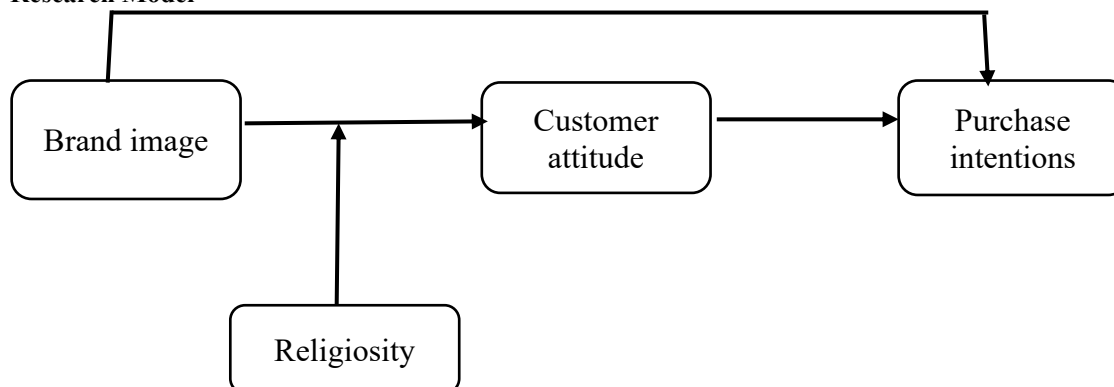 Research Model
Brand image
Customer
attitude
Purchase
intentions
Religiosity